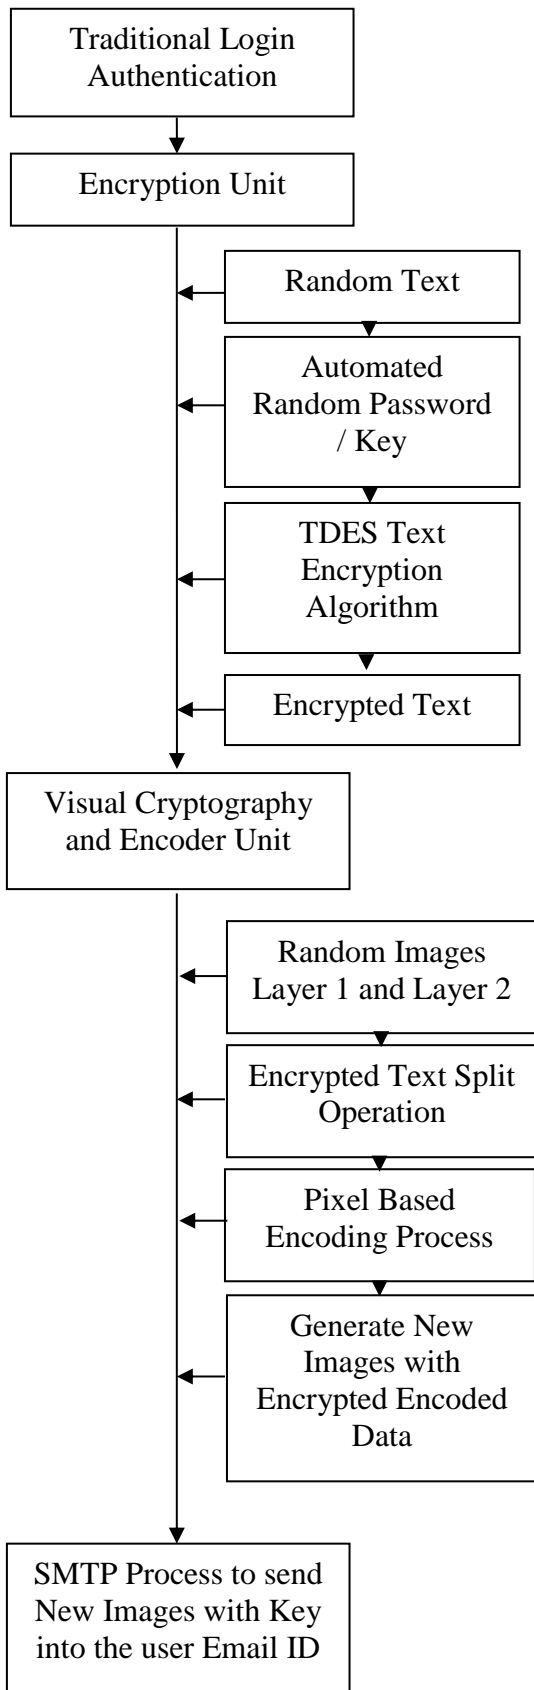 Traditional Login
Authentication
Encryption Unit
Random Text
Automated
Random Password
/ Key
TDES Text
Encryption
Algorithm
Encrypted Text
Visual Cryptography
and Encoder Unit
Random Images
Layer 1 and Layer 2
Encrypted Text Split
Operation
Pixel Based
Encoding Process
Generate New
Images with
Encrypted Encoded
Data
SMTP Process to send
New Images with Key
into the user Email ID